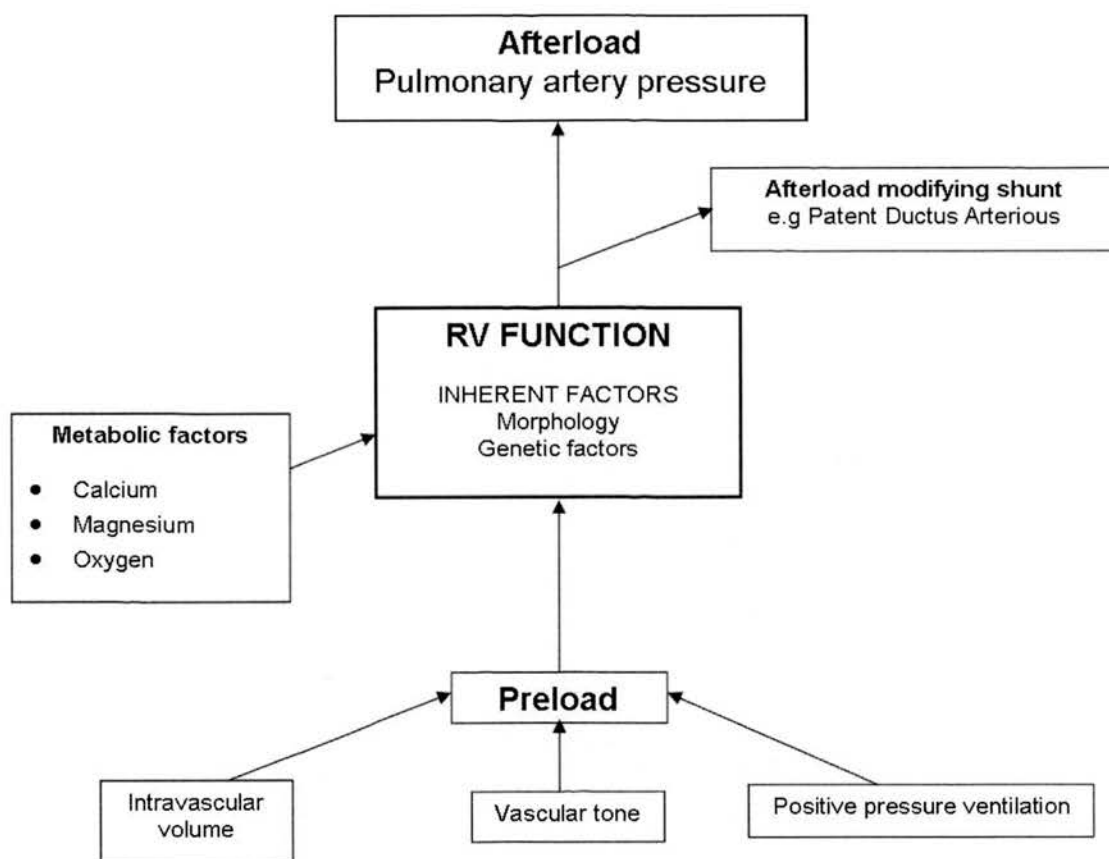 Afterload
Pulmonary artery pressure
Afterload modifying shunt
e.g Patent Ductus Arterious
RV FUNCTION
INHERENT FACTORS
Morphology
Genetic factors
Metabolic factors
● Calcium
● Magnesium
● Oxygen
Preload
Intravascular
volume
Vascular tone
Positive pressure ventilation